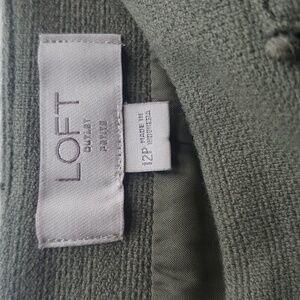 LOFT
OUTLET
PETITE
12P
MADE IN
INDONESIA